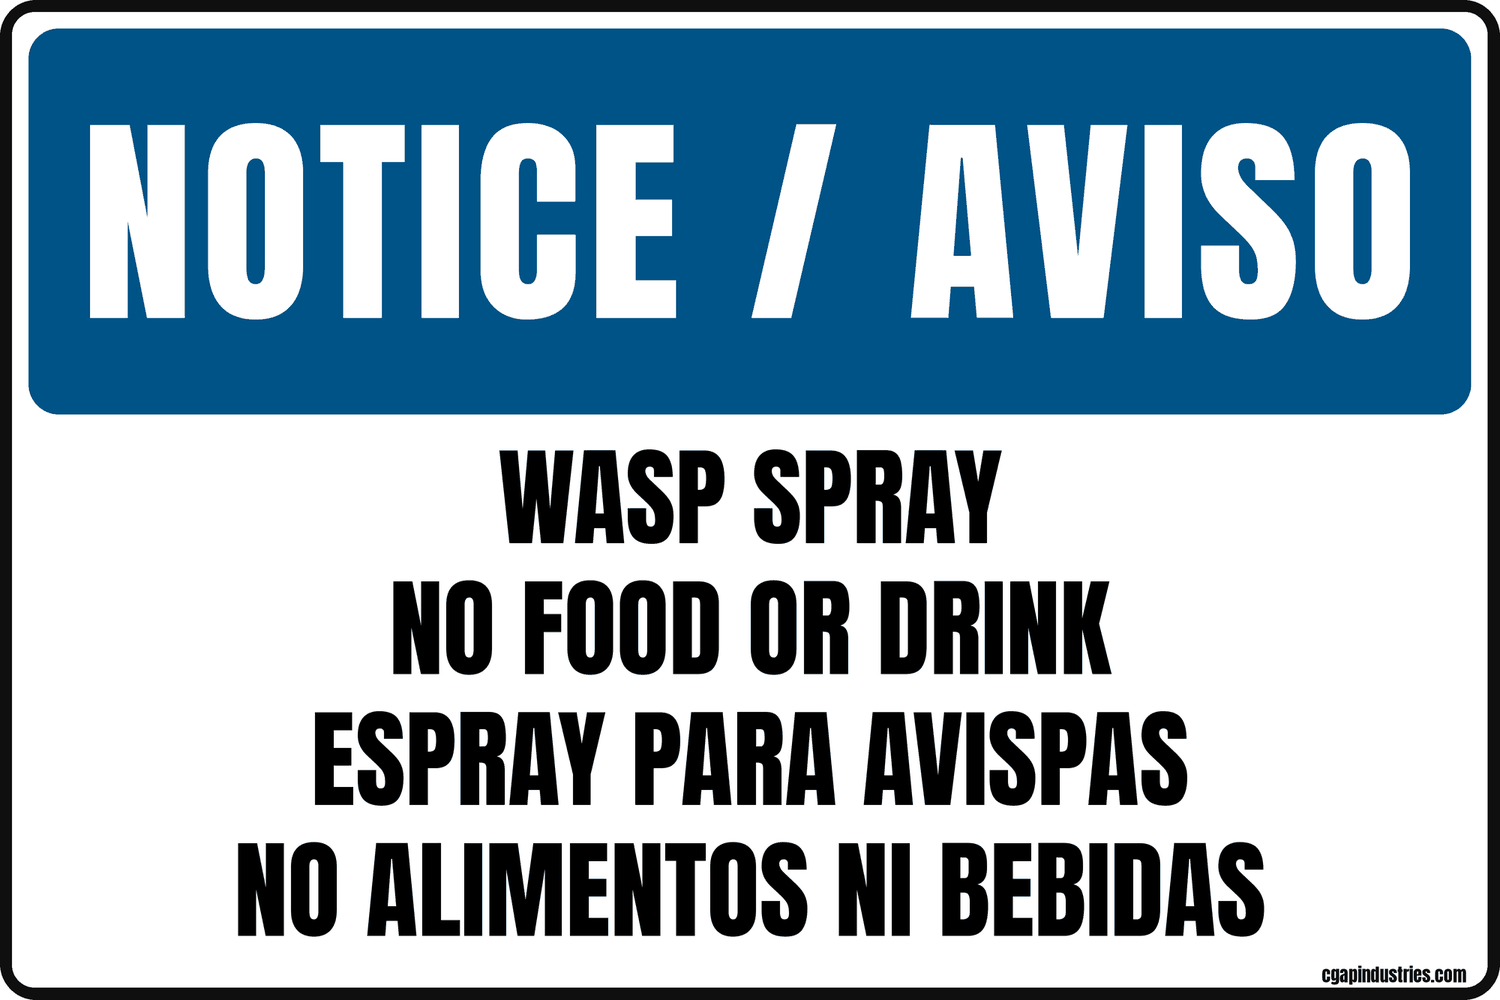 NOTICE / AVISO
WASP SPRAY
NO FOOD OR DRINK
ESPRAY PARA AVISPAS
NO ALIMENTOS NI BEBIDAS
cgapindustries.com